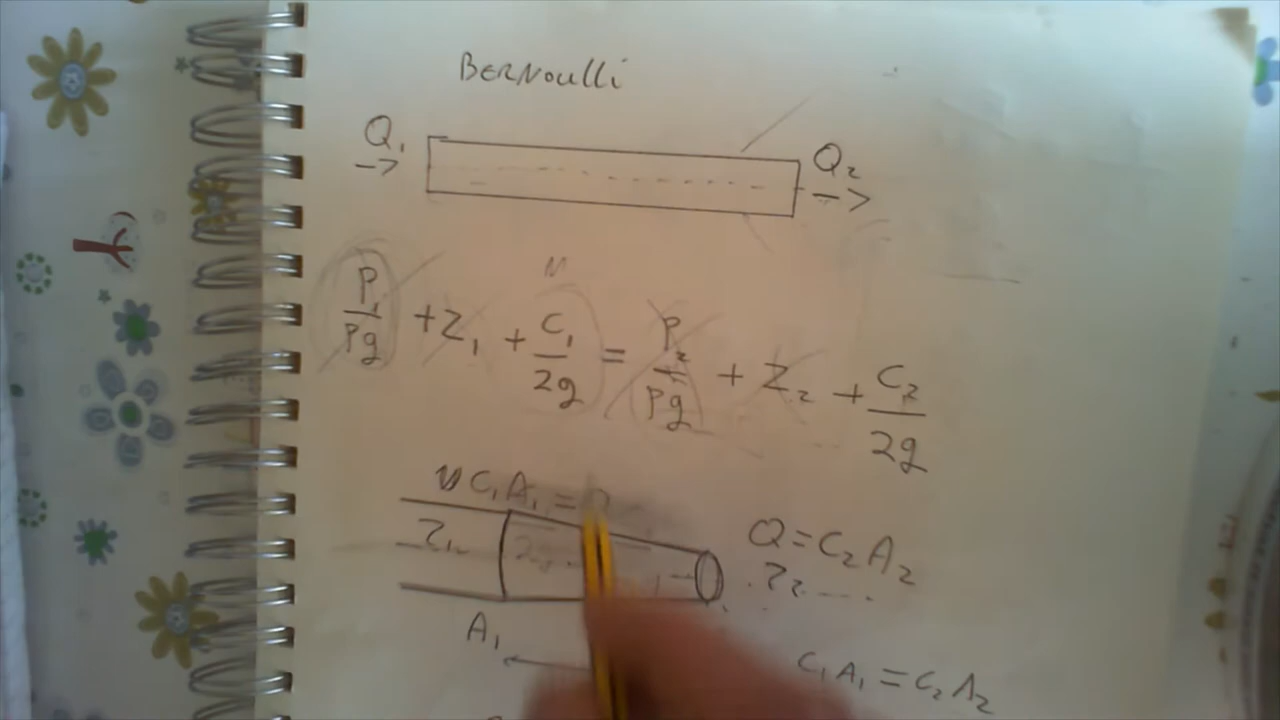 BERNOULLI
Q₁ → → Q₂
P₁/ρg + Z₁ + C₁/2g = P₂/ρg + Z₂ + C₂/2g
C₁A₁ =
Z₁
Q = C₂A₂
Z₂
A₁
C₁A₁ = C₂A₂